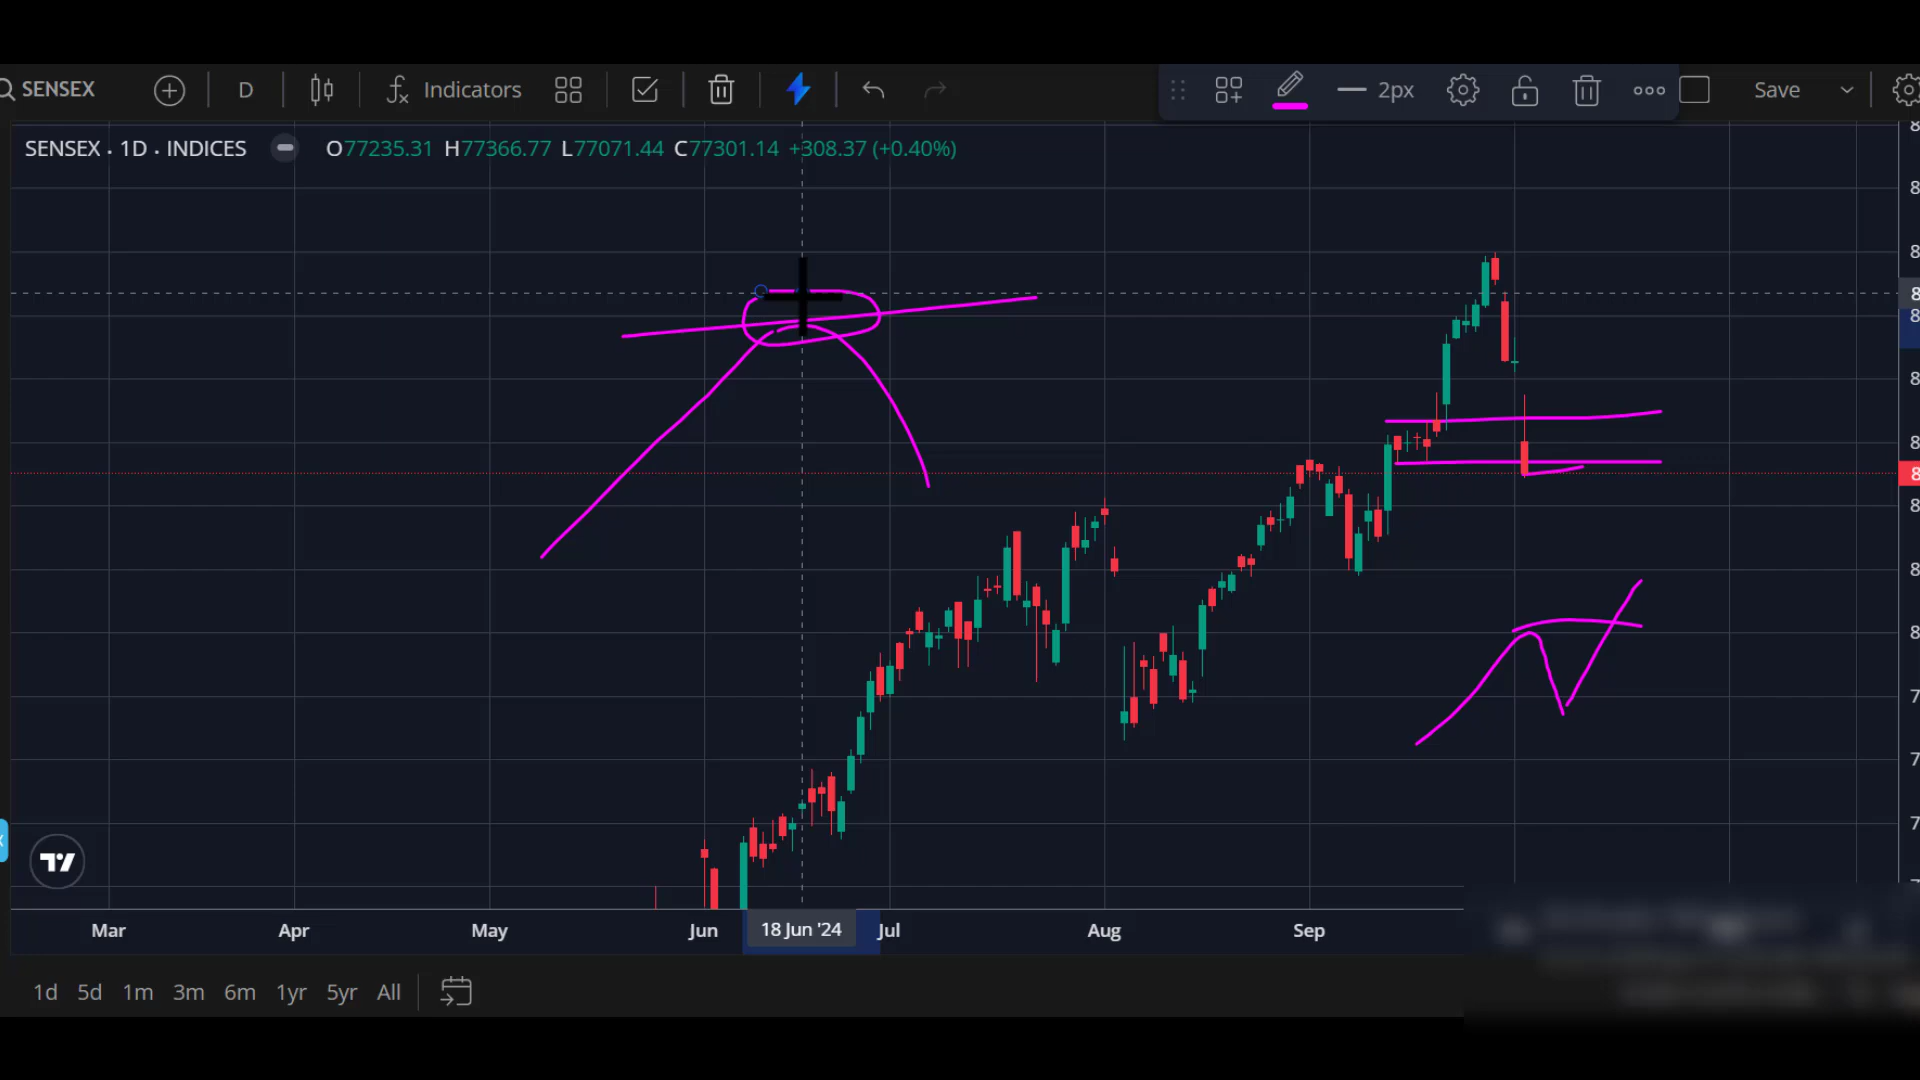 SENSEX D Indicators 2px Save
SENSEX · 1D · INDICES O77235.31 H77366.77 L77071.44 C77301.14 +308.37 (+0.40%)
Mar Apr May Jun 18 Jun '24 Jul Aug Sep
1d 5d 1m 3m 6m 1yr 5yr All